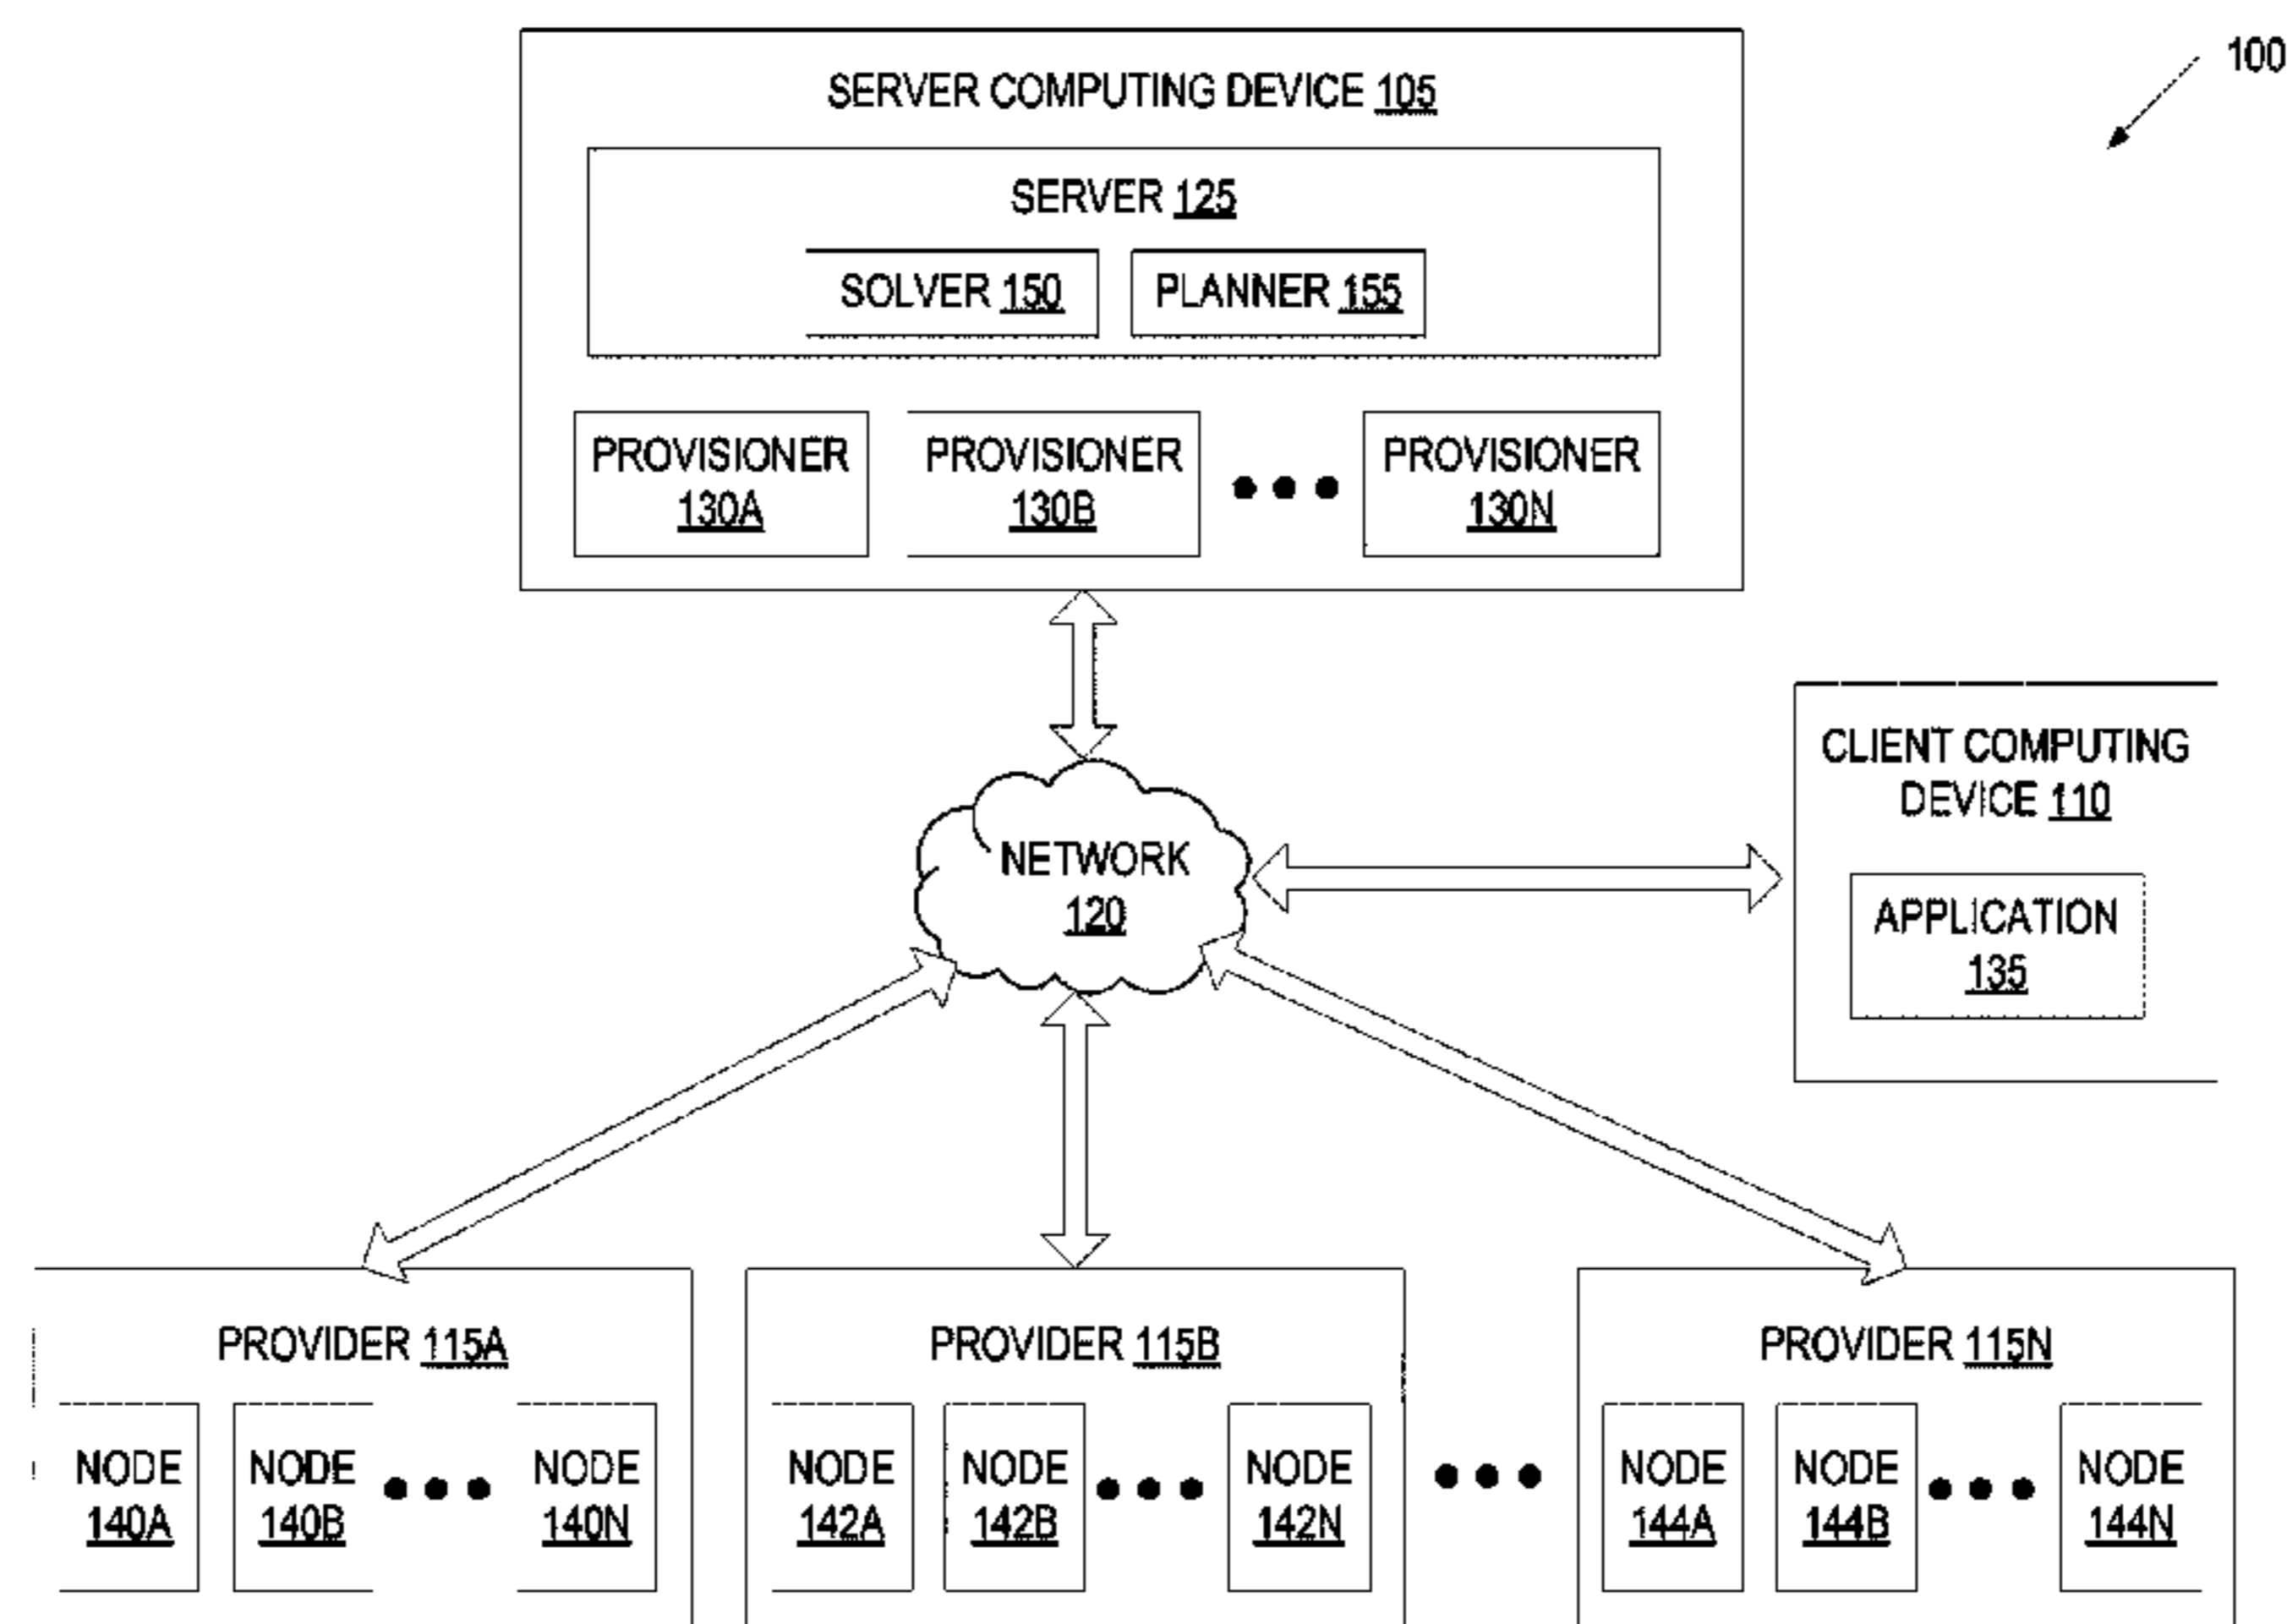 100
SERVER COMPUTING DEVICE 105
SERVER 125
SOLVER 150
PLANNER 155
PROVISIONER
130A
PROVISIONER
130B
PROVISIONER
130N
NETWORK
120
CLIENT COMPUTING
DEVICE 110
APPLICATION
135
PROVIDER 115A
NODE
140A
NODE
140B
NODE
140N
PROVIDER 115B
NODE
142A
NODE
142B
NODE
142N
PROVIDER 115N
NODE
144A
NODE
144B
NODE
144N